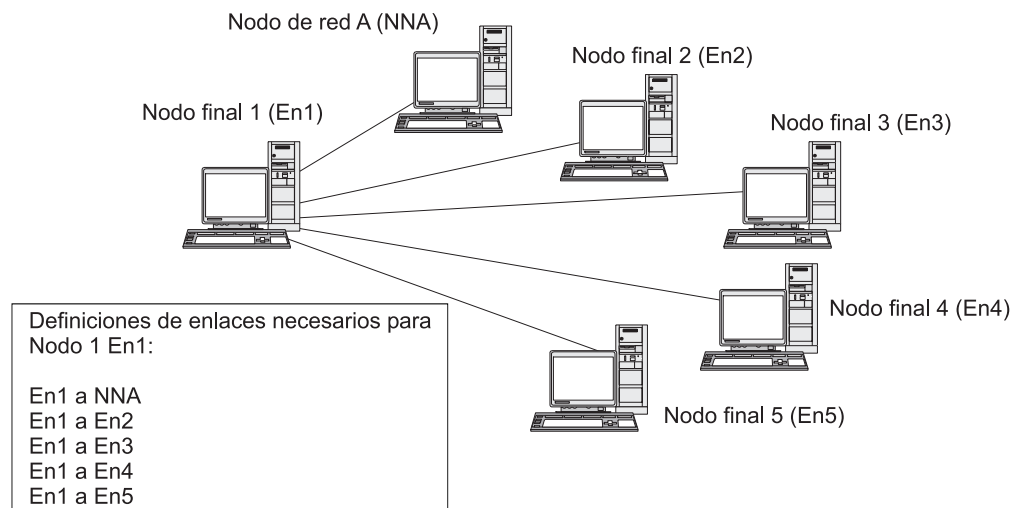 Nodo de red A (NNA)
Nodo final 2 (En2)
Nodo final 1 (En1)
Nodo final 3 (En3)
Nodo final 4 (En4)
Nodo final 5 (En5)
Definiciones de enlaces necesarios para
Nodo 1 En1:
En1 a NNA
En1 a En2
En1 a En3
En1 a En4
En1 a En5